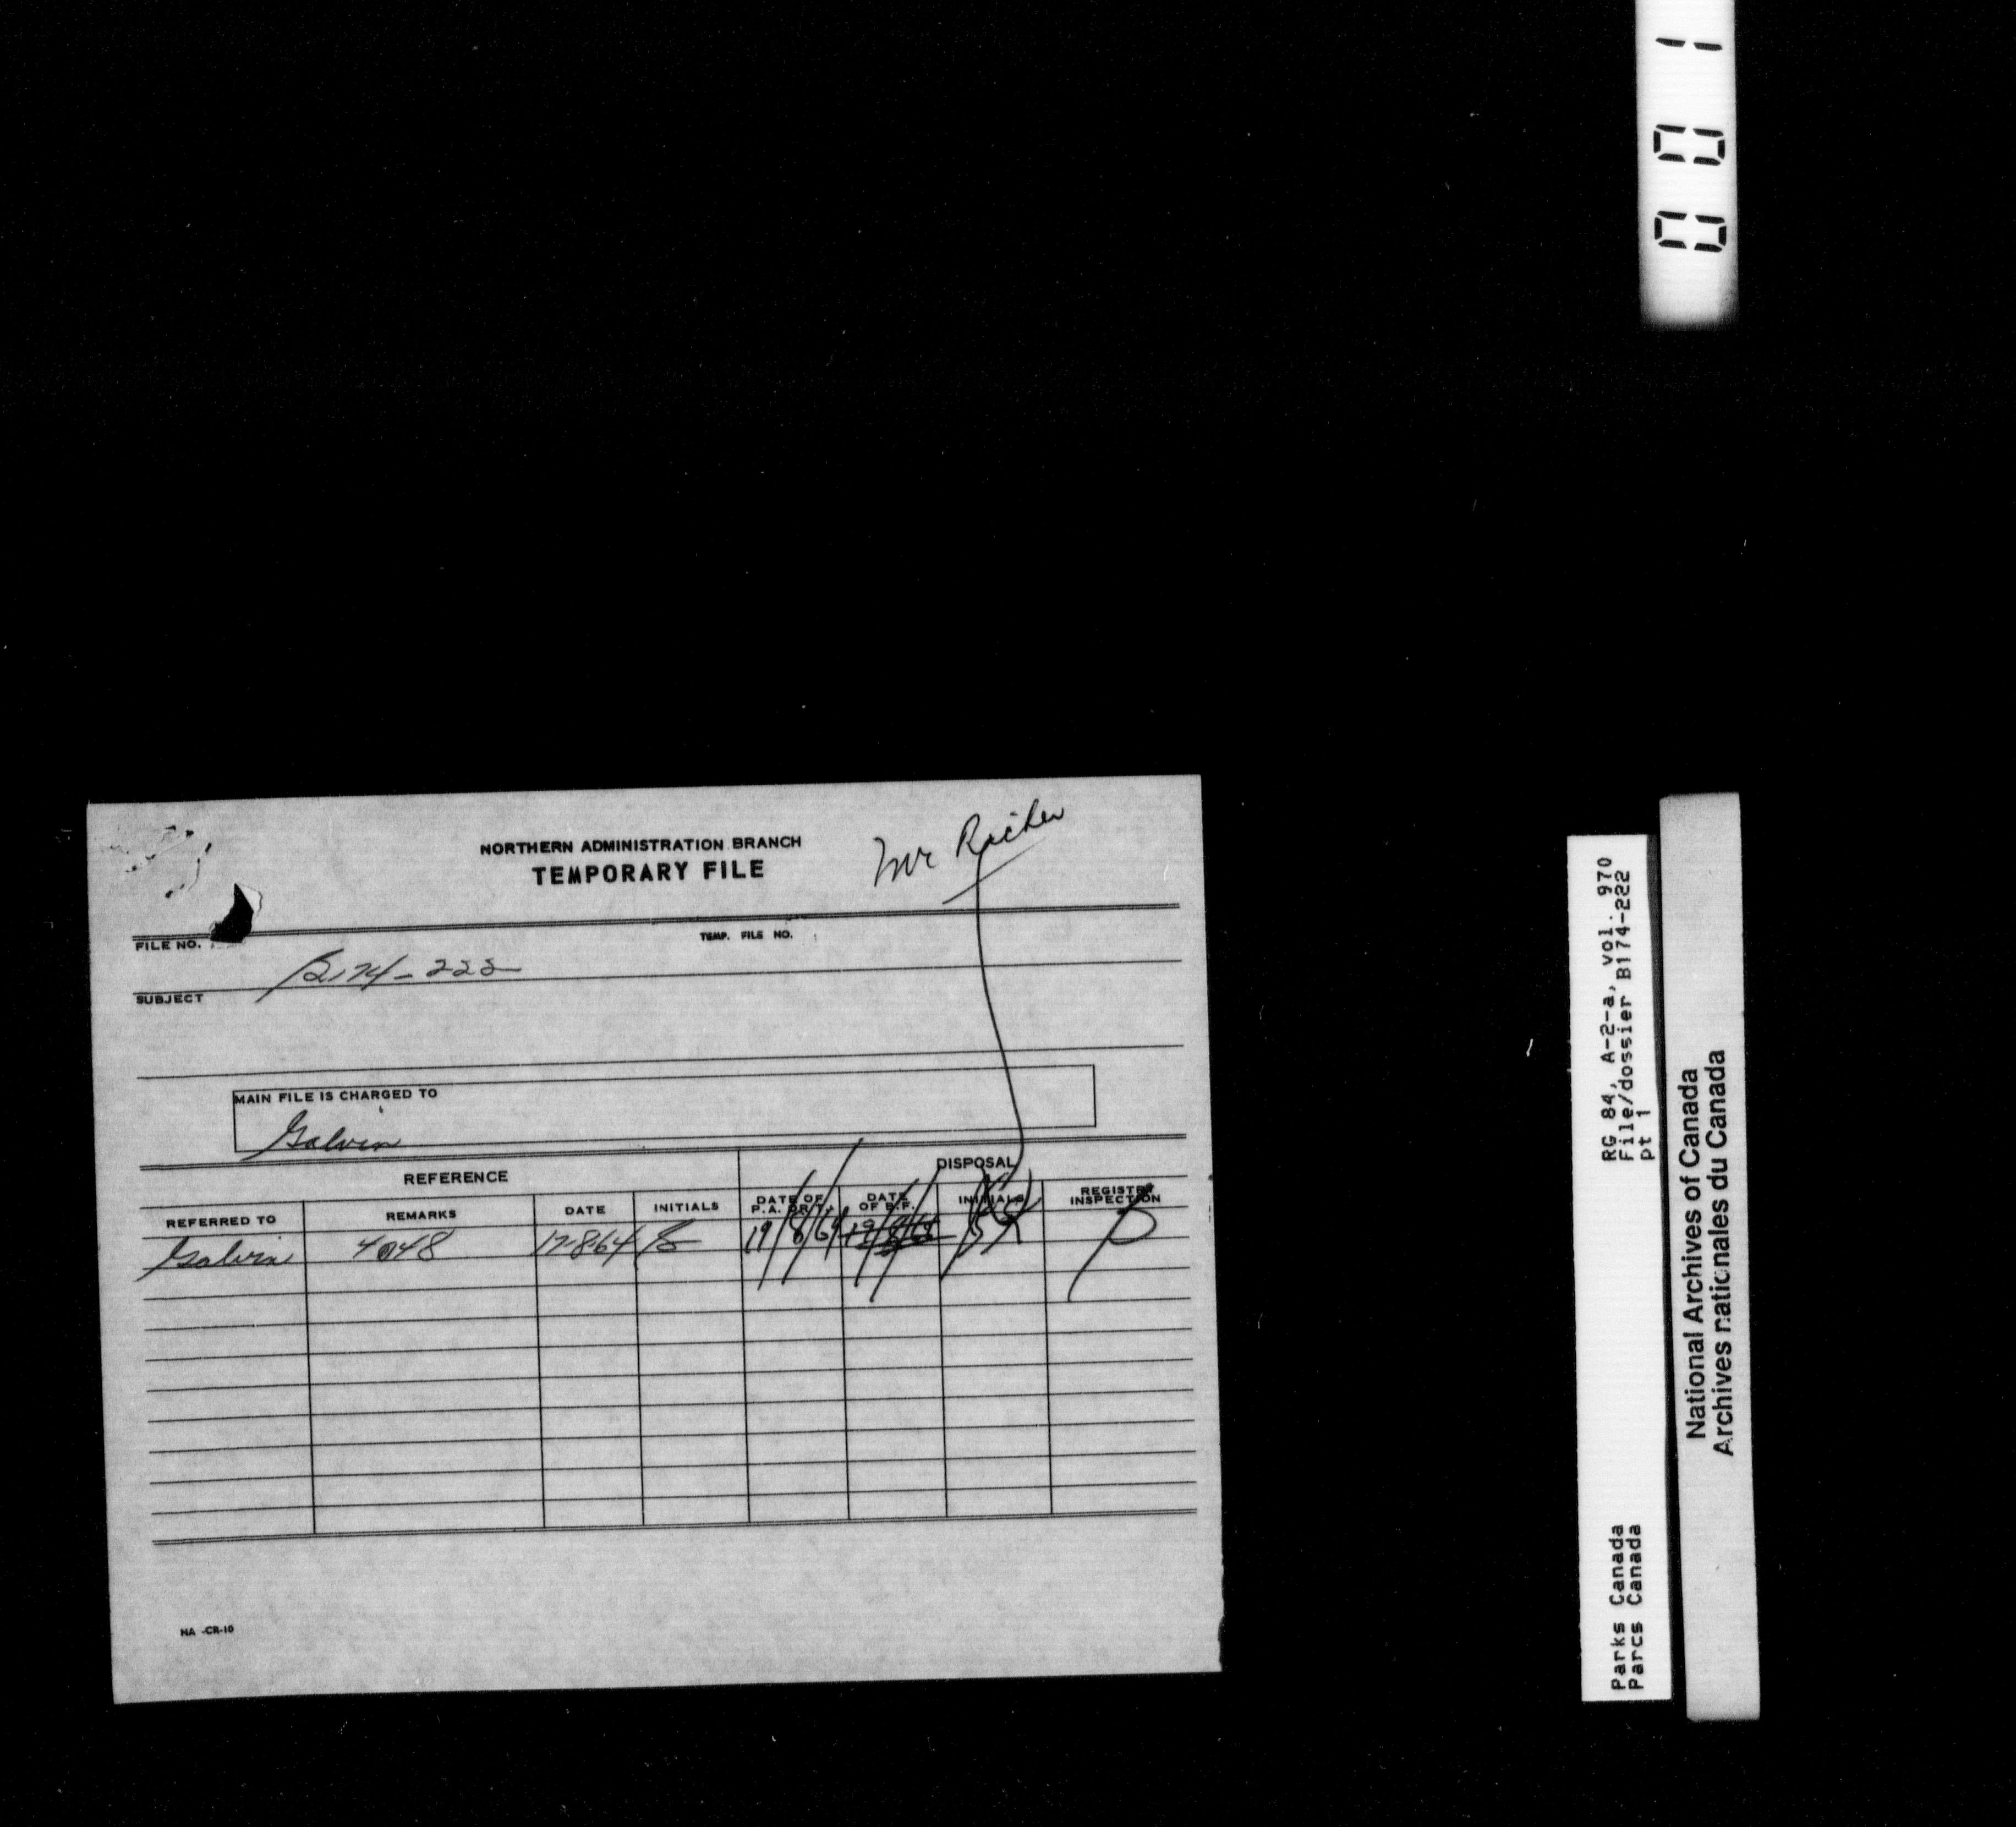 001
NORTHERN ADMINISTRATION BRANCH
TEMPORARY FILE
Mr
FILE NO.
TEMP. FILE NO.
B174-222
SUBJECT
MAIN FILE IS CHARGED TO
Galvin
REFERENCE
DISPOSAL
REFERRED TO REMARKS DATE INITIALS DATE OF P.A. OR T. DATE OF B.F. INITIALS REGISTRY INSPECTION
Galvin 4048 17-8-64 19/8/64
NA -CR-10
RG 84, A-2-a, vol. 970
File/dossier B174-222
pt 1
Parks Canada
Parcs Canada
National Archives of Canada
Archives nationales du Canada